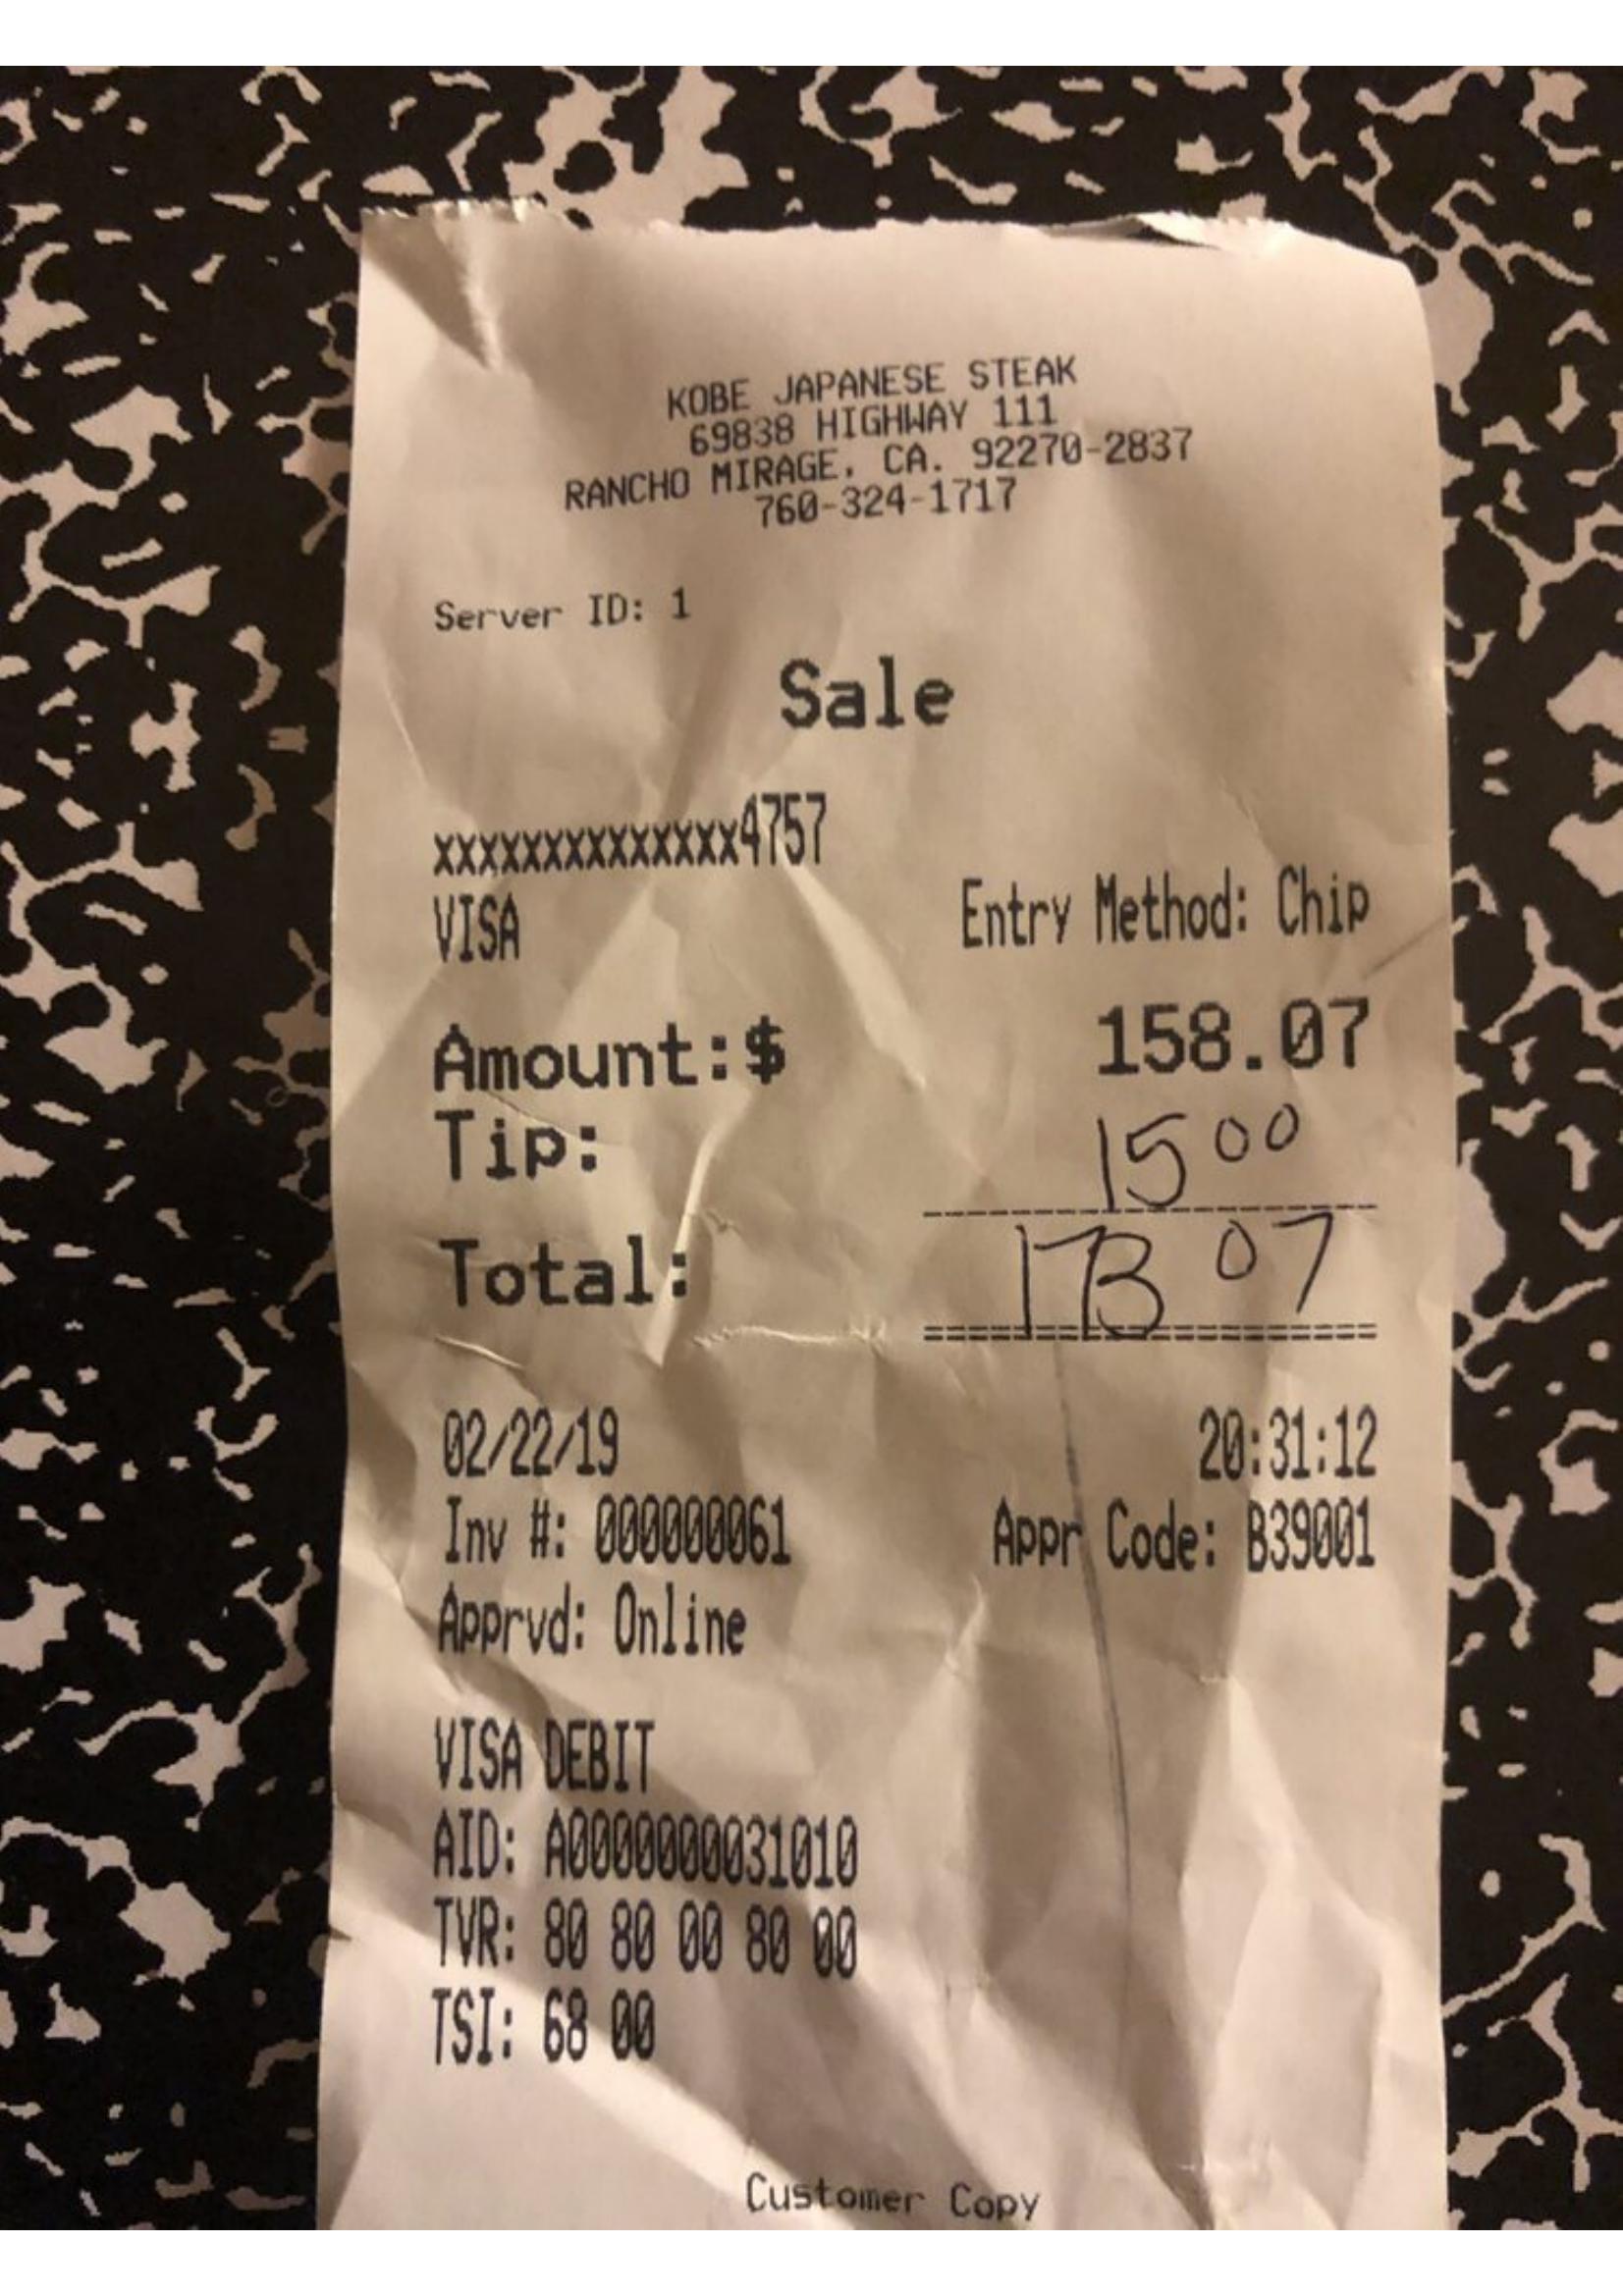 KOBE JAPANESE STEAK
69838 HIGHWAY 111
RANCHO MIRAGE, CA. 92270-2837
760-324-1717
Server ID: 1
Sale
xxxxxxxxxxxxxx4757
VISA Entry Method: Chip
Amount:$ 158.07
Tip: 15 00
Total: 173 07
02/22/19 20:31:12
Inv #: 000000061 Appr Code: B39001
Apprvd: Online
VISA DEBIT
AID: A0000000031010
TVR: 80 80 00 80 00
TSI: 68 00
Customer Copy